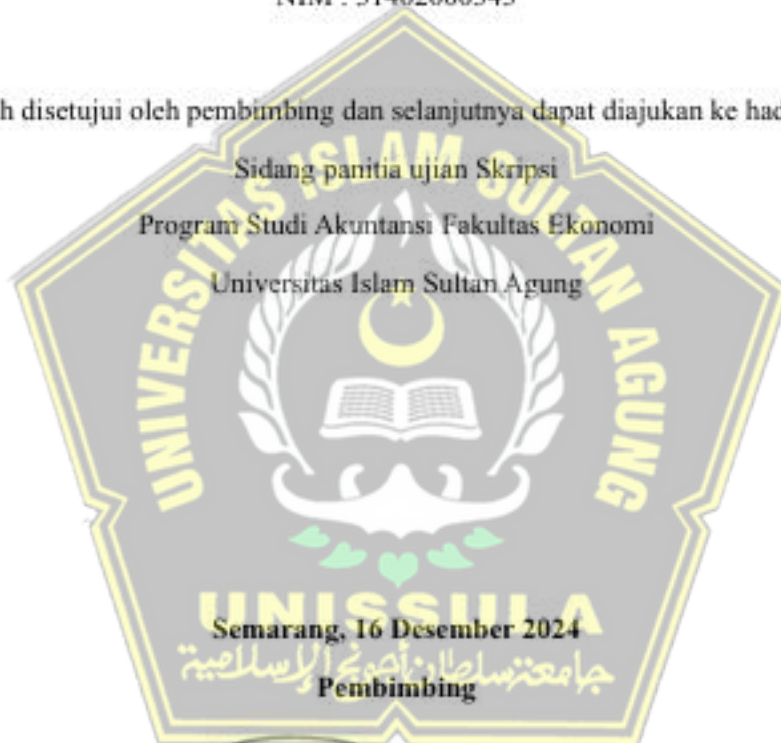 h disetujui oleh pembimbing dan selanjutnya dapat diajukan ke had
Sidang panitia ujian Skripsi
Program Studi Akuntansi Fakultas Ekonomi
Universitas Islam Sultan Agung
UNIVERSITAS ISLAM SULTAN AGUNG
UNISSULA
Semarang, 16 Desember 2024
جامعة سلطان أجونج الإسلامية
Pembimbing